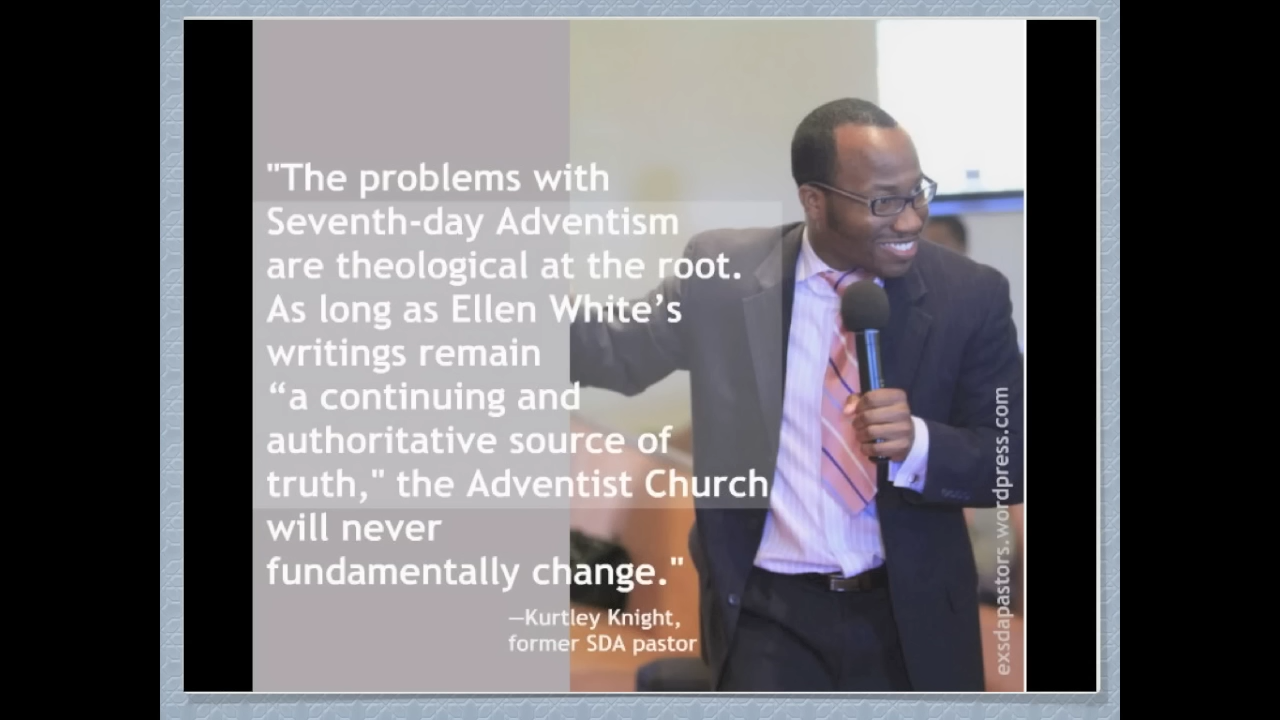 "The problems with
Seventh-day Adventism
are theological at the root.
As long as Ellen White’s
writings remain
“a continuing and
authoritative source of
truth," the Adventist Church
will never
fundamentally change."
—Kurtley Knight,
former SDA pastor
exsdapastors.wordpress.com